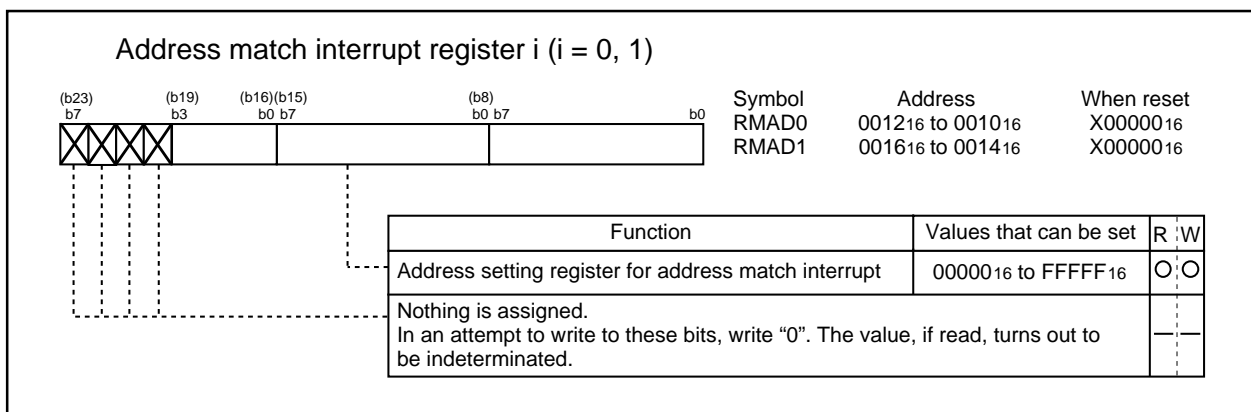 Address match interrupt register i (i = 0, 1)
(b23) (b19) (b16)(b15) (b8)
b7 b3 b0 b7 b0 b7 b0
Symbol Address When reset
RMAD0 001216 to 001016 X0000016
RMAD1 001616 to 001416 X0000016
Function Values that can be set R W
Address setting register for address match interrupt 0000016 to FFFFF16 O O
Nothing is assigned.
In an attempt to write to these bits, write “0”. The value, if read, turns out to
be indeterminated.
— —